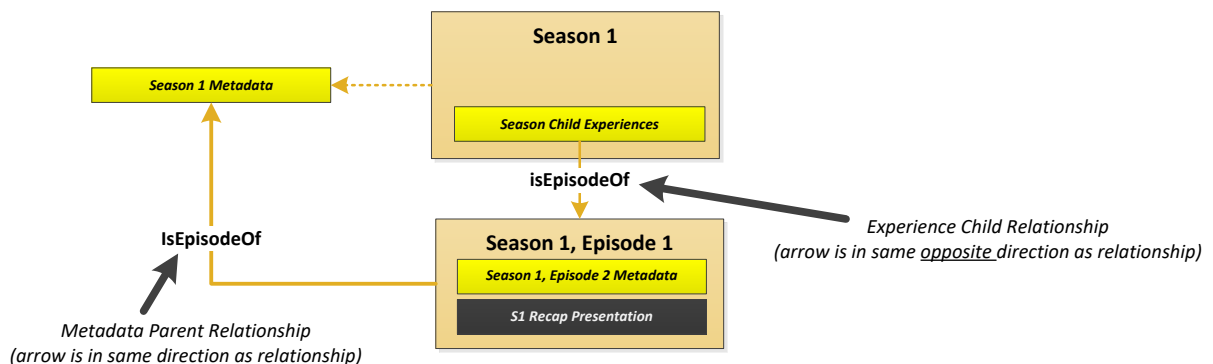 Season 1
Season 1 Metadata
Season Child Experiences
isEpisodeOf
Experience Child Relationship
(arrow is in same opposite direction as relationship)
IsEpisodeOf
Season 1, Episode 1
Season 1, Episode 2 Metadata
S1 Recap Presentation
Metadata Parent Relationship
(arrow is in same direction as relationship)